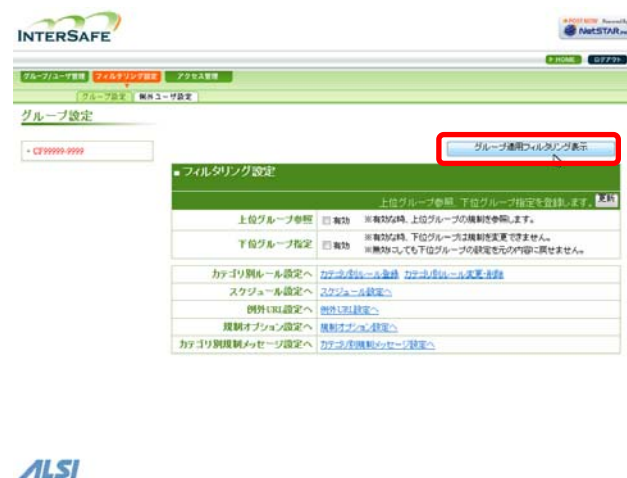 INTERSAFE
NetSTAR
HOME ログアウト
グループ/ユーザ管理 フィルタリング設定 アクセス管理
グループ設定 例外ユーザ設定
グループ設定
CF99999-9999
グループ適用フィルタリング表示
フィルタリング設定
上位グループ参照、下位グループ指定を登録します。 更新
上位グループ参照 有効 ※有効な時、上位グループの規制を参照します。
下位グループ指定 有効 ※有効な時、下位グループは規制を変更できません。
※無効にしても下位グループの設定を元の内容に戻せません。
カテゴリ別ルール設定へ カテゴリ別ルール登録 カテゴリ別ルール変更・削除
スケジュール設定へ スケジュール設定へ
例外URL設定へ 例外URL設定へ
規制オプション設定へ 規制オプション設定へ
カテゴリ別規制メッセージ設定へ カテゴリ別規制メッセージ設定へ
ALSI